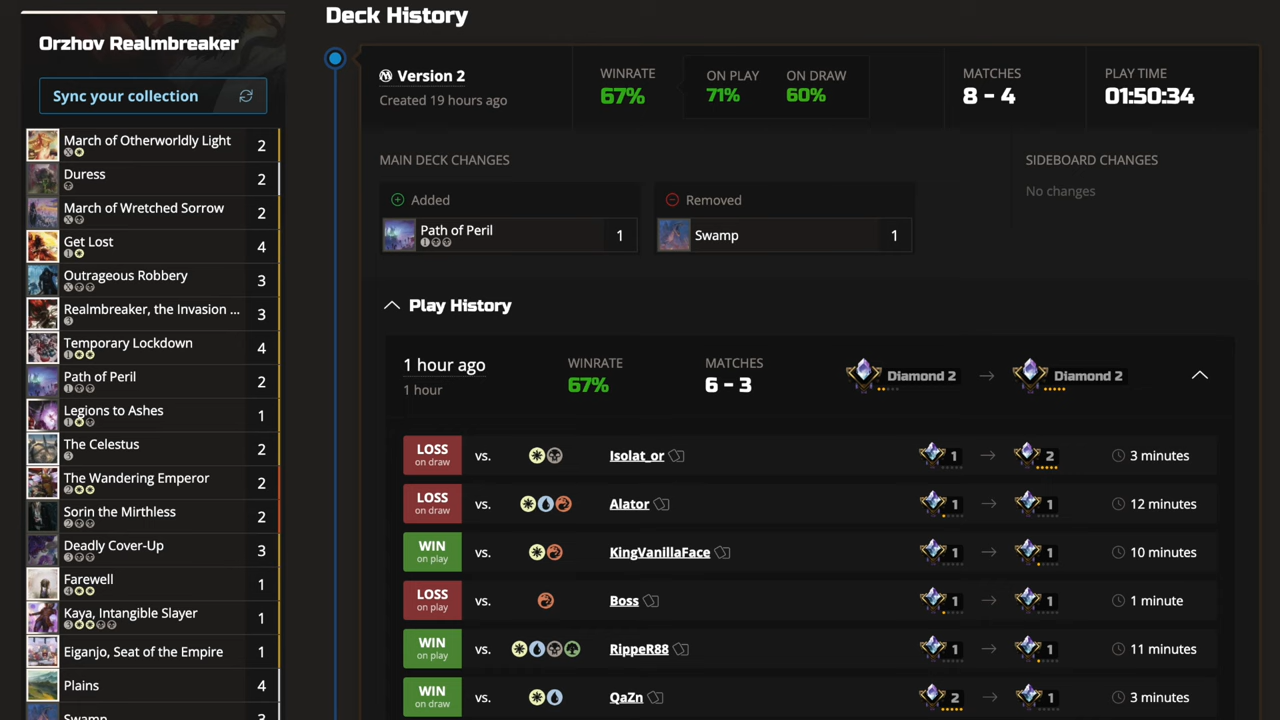 Orzhov Realmbreaker
Sync your collection
March of Otherworldly Light 2
Duress 2
March of Wretched Sorrow 2
Get Lost 4
Outrageous Robbery 3
Realmbreaker, the Invasion ... 3
Temporary Lockdown 4
Path of Peril 2
Legions to Ashes 1
The Celestus 2
The Wandering Emperor 2
Sorin the Mirthless 2
Deadly Cover-Up 3
Farewell 1
Kaya, Intangible Slayer 1
Eiganjo, Seat of the Empire 1
Plains 4
Swamp 3
Deck History
Version 2
Created 19 hours ago
WINRATE
67%
ON PLAY
71%
ON DRAW
60%
MATCHES
8 - 4
PLAY TIME
01:50:34
MAIN DECK CHANGES
Added
Path of Peril 1
Removed
Swamp 1
SIDEBOARD CHANGES
No changes
Play History
1 hour ago
1 hour
WINRATE
67%
MATCHES
6 - 3
Diamond 2
Diamond 2
LOSS
on draw
vs. Isolat_or 1 2 3 minutes
LOSS
on draw
vs. Alator 1 1 12 minutes
WIN
on play
vs. KingVanillaFace 1 1 10 minutes
LOSS
on play
vs. Boss 1 1 1 minute
WIN
on play
vs. RippeR88 1 1 11 minutes
WIN
on draw
vs. QaZn 2 1 3 minutes